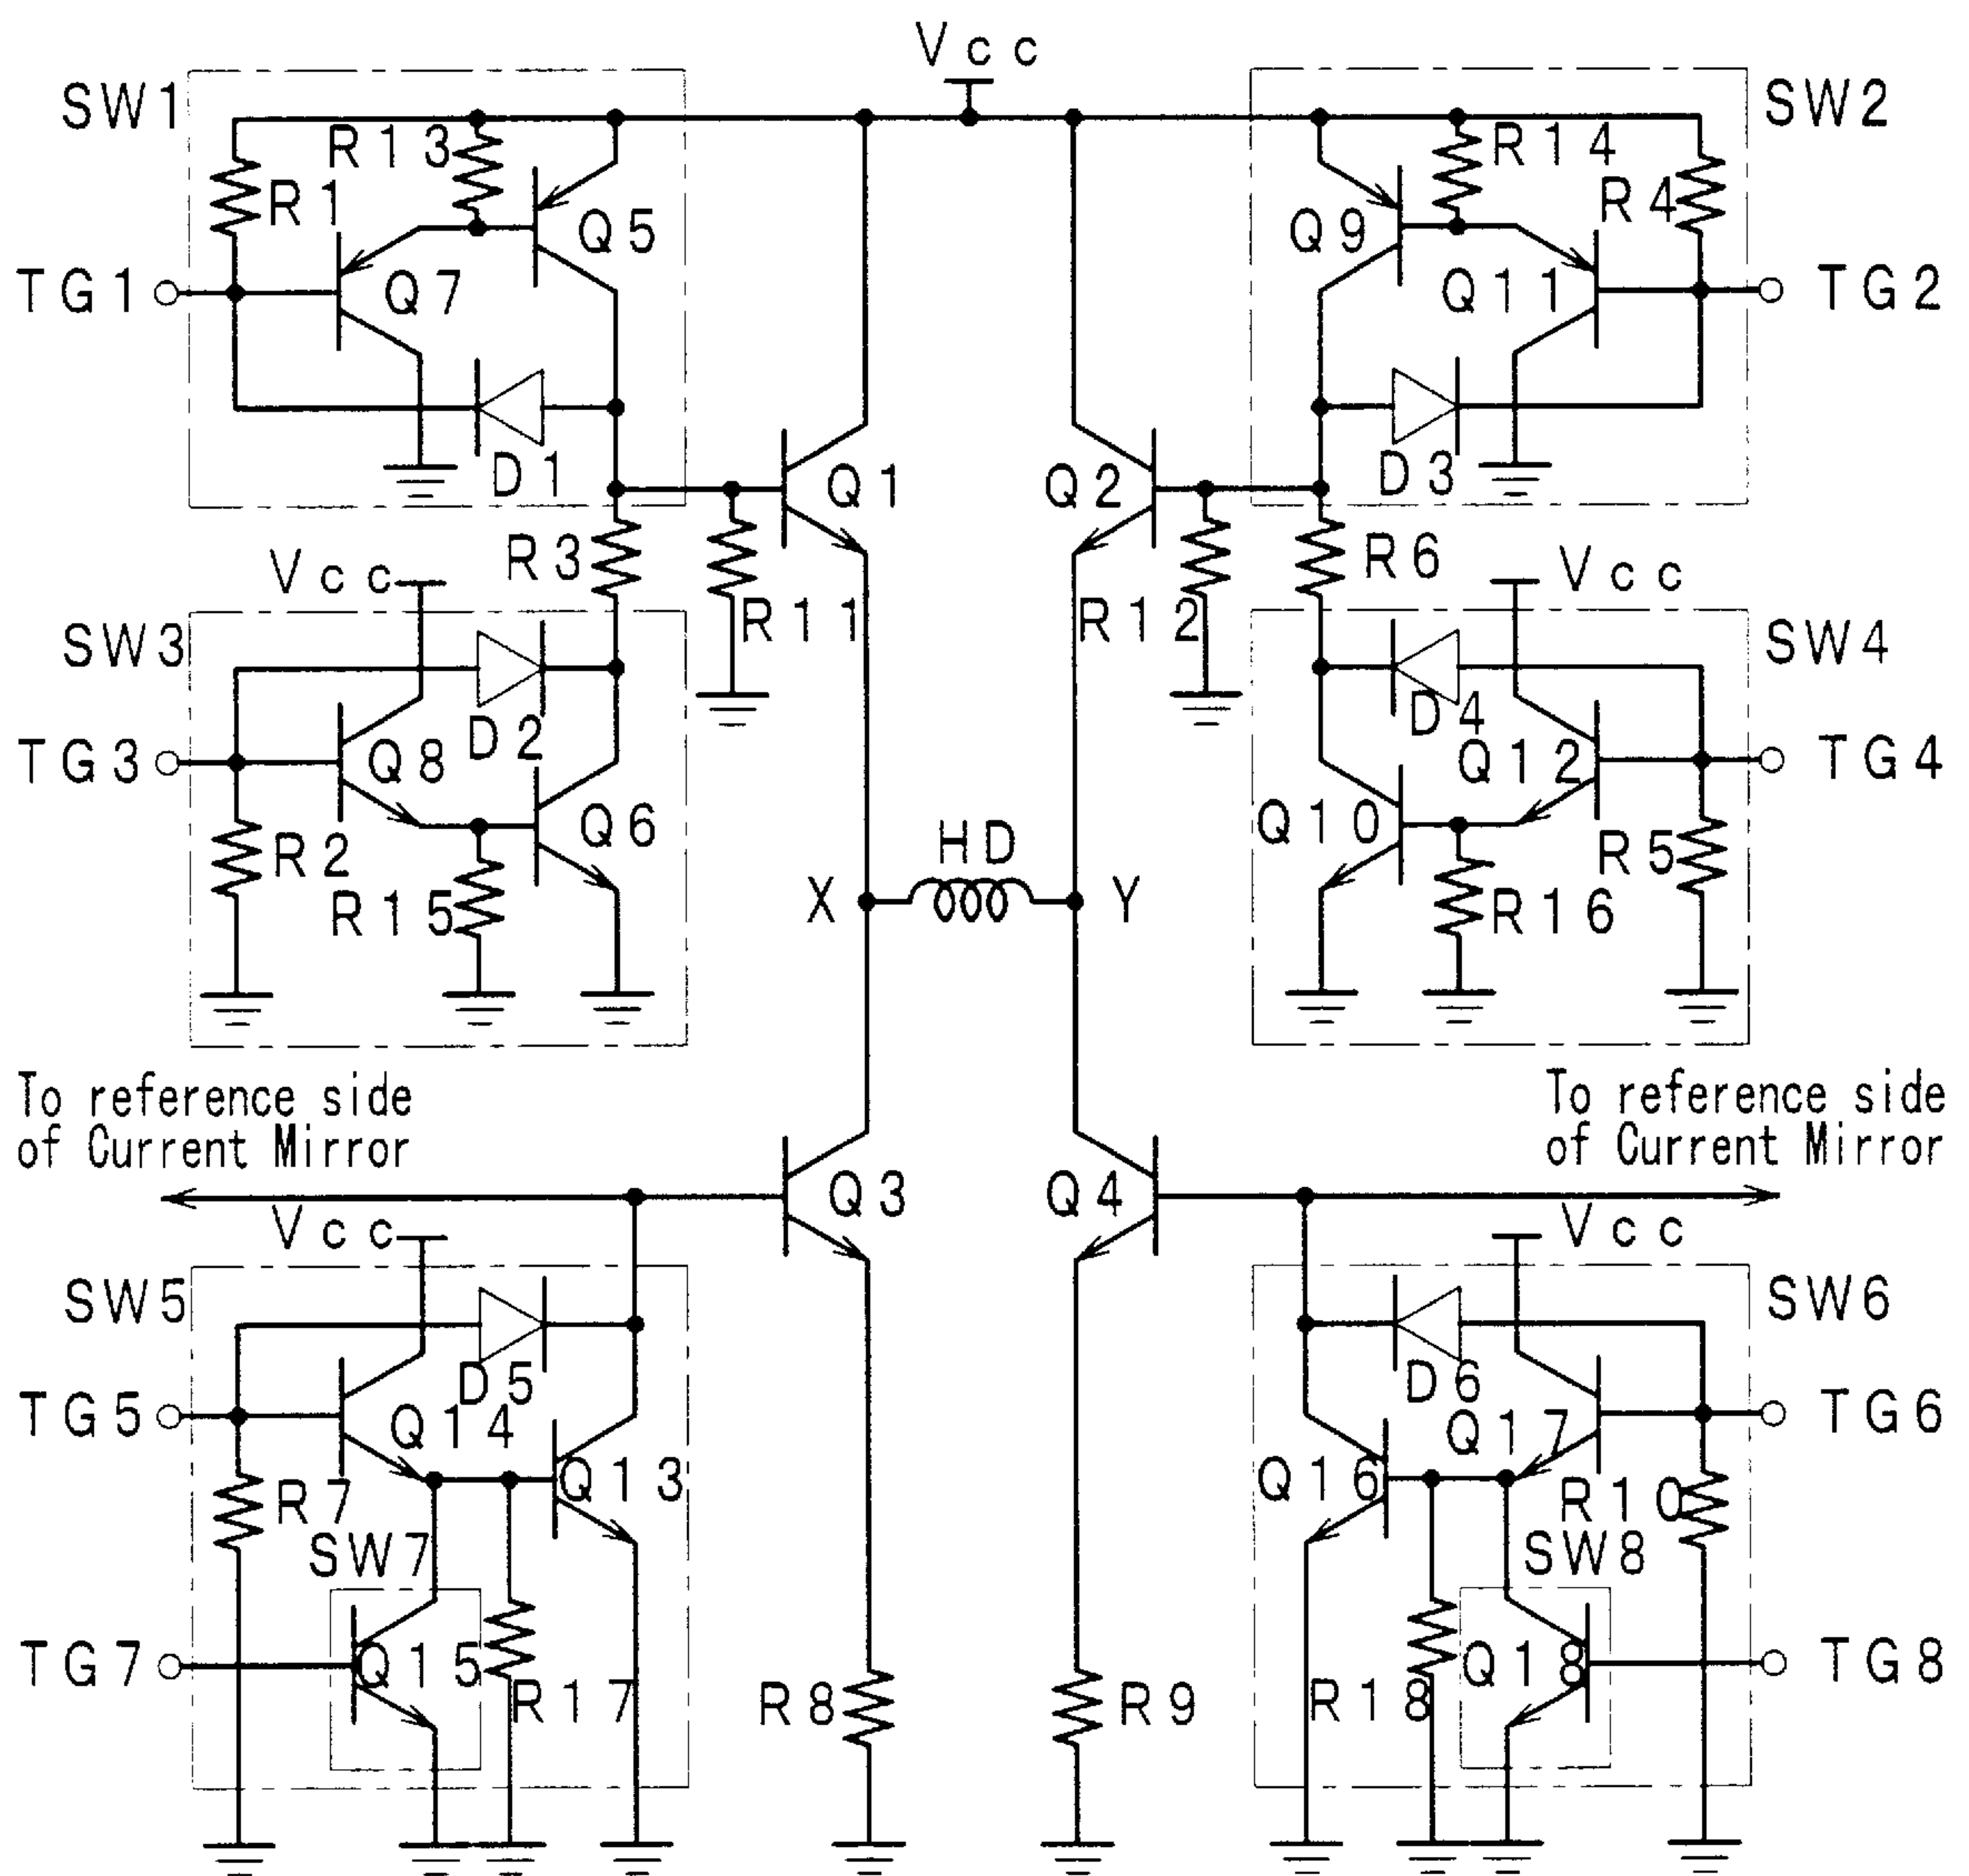 Vcc
SW1
SW2
R13
R14
R1
R4
Q5
Q9
TG1
Q7
Q11
TG2
D1
Q1
Q2
D3
R3
R6
Vcc
Vcc
R11
R12
SW3
SW4
D2
D4
TG3
Q8
Q12
TG4
Q6
Q10
HD
R2
R5
R15
X
Y
R16
To reference side
of Current Mirror
To reference side
of Current Mirror
Q3
Q4
Vcc
Vcc
SW5
SW6
D5
D6
TG5
Q14
Q17
TG6
Q13
Q16
R7
R10
SW7
SW8
TG7
Q15
Q18
TG8
R17
R8
R9
R18